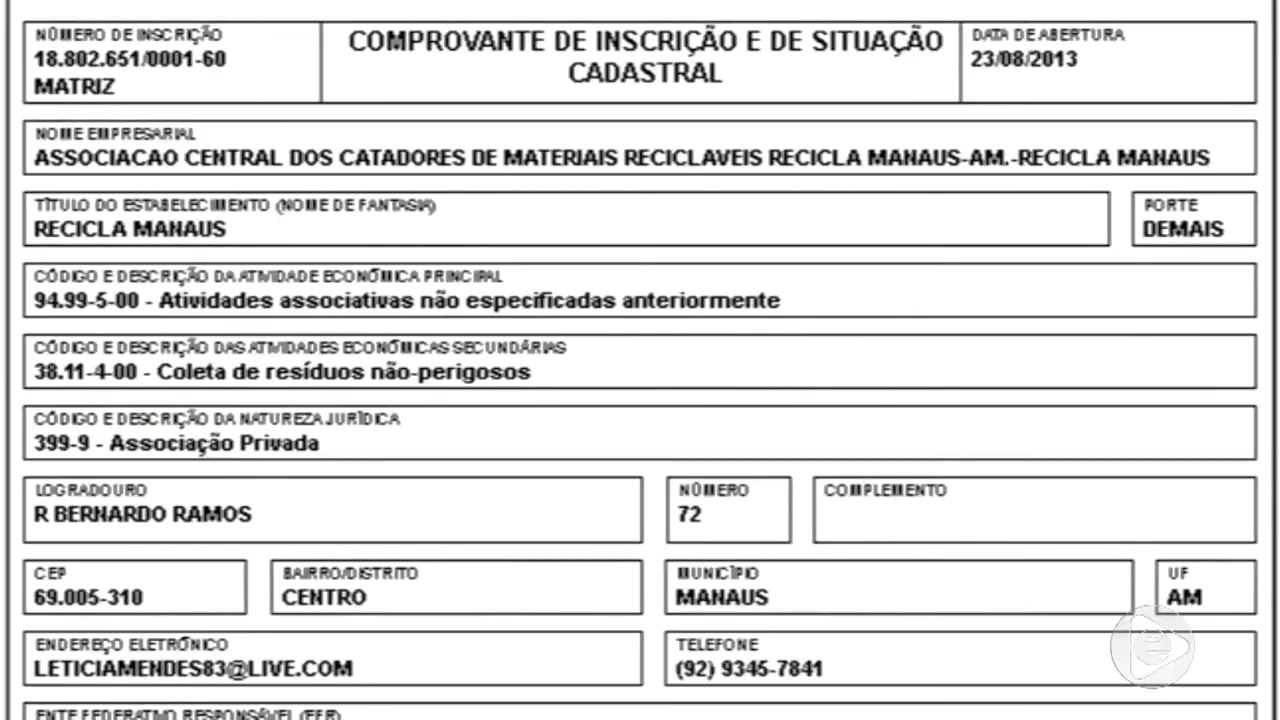 NÚMERO DE INSCRIÇÃO
18.802.651/0001-60
MATRIZ
COMPROVANTE DE INSCRIÇÃO E DE SITUAÇÃO
CADASTRAL
DATA DE ABERTURA
23/08/2013
NOME EMPRESARIAL
ASSOCIACAO CENTRAL DOS CATADORES DE MATERIAIS RECICLAVEIS RECICLA MANAUS-AM.-RECICLA MANAUS
TÍTULO DO ESTABELECIMENTO (NOME DE FANTASIA)
RECICLA MANAUS
PORTE
DEMAIS
CÓDIGO E DESCRIÇÃO DA ATIVIDADE ECONÔMICA PRINCIPAL
94.99-5-00 - Atividades associativas não especificadas anteriormente
CÓDIGO E DESCRIÇÃO DAS ATIVIDADES ECONÔMICAS SECUNDÁRIAS
38.11-4-00 - Coleta de resíduos não-perigosos
CÓDIGO E DESCRIÇÃO DA NATUREZA JURÍDICA
399-9 - Associação Privada
LOGRADOURO
R BERNARDO RAMOS
NÚMERO
72
COMPLEMENTO
CEP
69.005-310
BAIRRO/DISTRITO
CENTRO
MUNICÍPIO
MANAUS
UF
AM
ENDEREÇO ELETRÔNICO
LETICIAMENDES83@LIVE.COM
TELEFONE
(92) 9345-7841
ENTE FEDERATIVO RESPONSÁVEL (EFR)